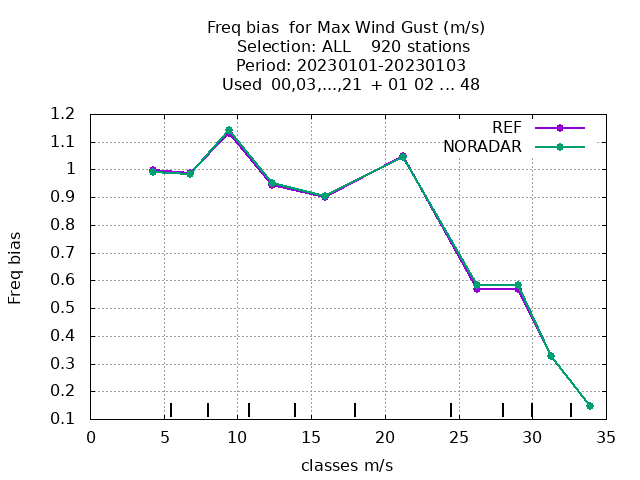 Freq bias  for Max Wind Gust (m/s)
Selection: ALL    920 stations
Period: 20230101-20230103
Used  00,03,...,21  + 01 02 ... 48
REF
NORADAR
1.2
1.1
1
0.9
0.8
0.7
0.6
0.5
0.4
0.3
0.2
0.1
Freq bias
0 5 10 15 20 25 30 35
classes m/s